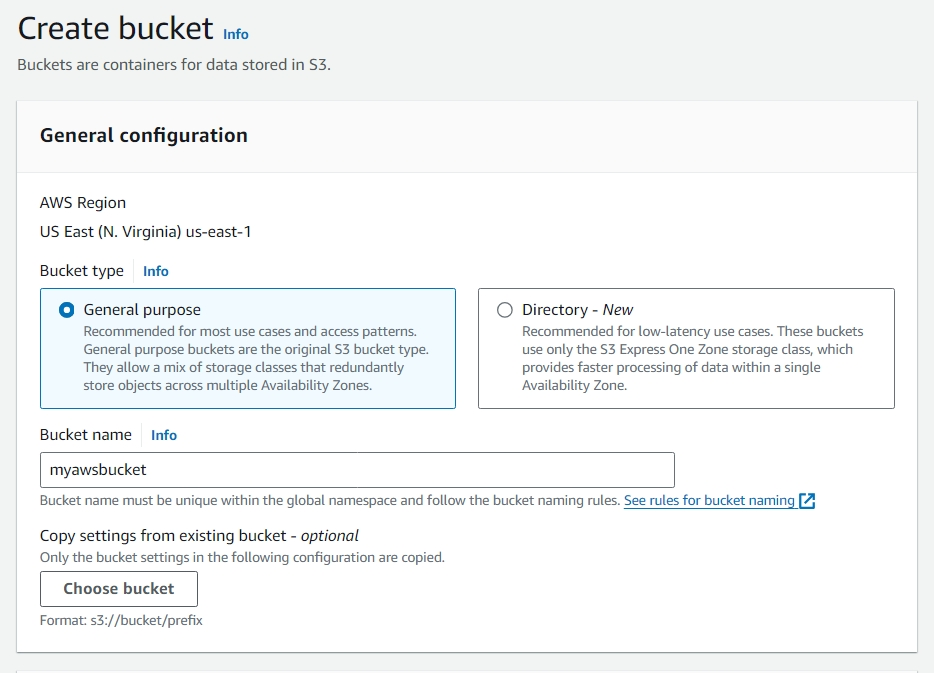 Create bucket Info
Buckets are containers for data stored in S3.
General configuration
AWS Region
US East (N. Virginia) us-east-1
Bucket type Info
General purpose
Recommended for most use cases and access patterns.
General purpose buckets are the original S3 bucket type.
They allow a mix of storage classes that redundantly
store objects across multiple Availability Zones.
Directory - New
Recommended for low-latency use cases. These buckets
use only the S3 Express One Zone storage class, which
provides faster processing of data within a single
Availability Zone.
Bucket name Info
myawsbucket
Bucket name must be unique within the global namespace and follow the bucket naming rules. See rules for bucket naming
Copy settings from existing bucket - optional
Only the bucket settings in the following configuration are copied.
Choose bucket
Format: s3://bucket/prefix